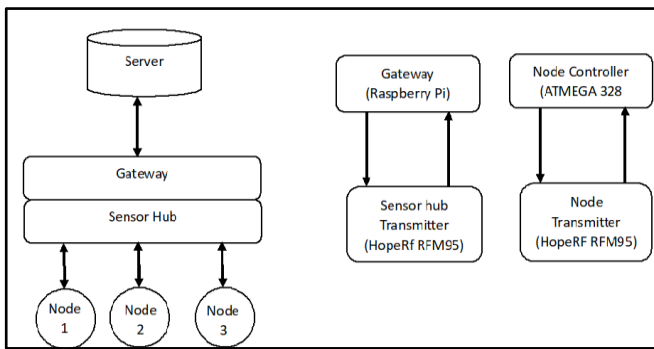 Server
Gateway
Sensor Hub
Node
1
Node
2
Node
3
Gateway
(Raspberry Pi)
Sensor hub
Transmitter
(HopeRf RFM95)
Node Controller
(ATMEGA 328
Node
Transmitter
(HopeRF RFM95)